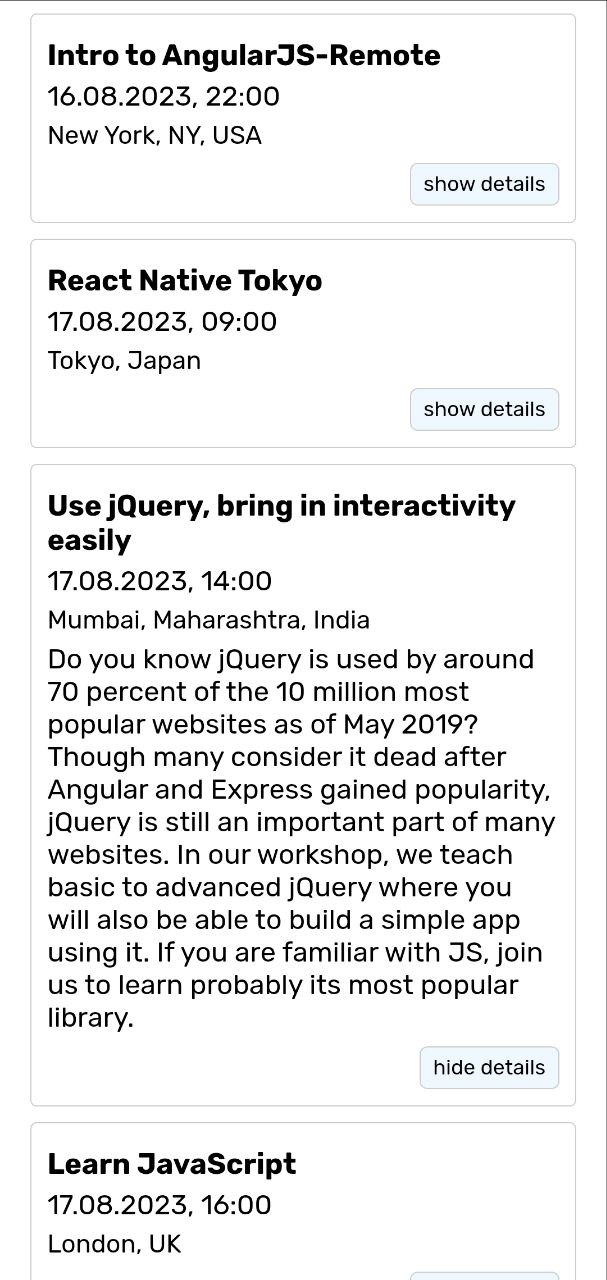 Intro to AngularJS-Remote
16.08.2023, 22:00
New York, NY, USA
show details
React Native Tokyo
17.08.2023, 09:00
Tokyo, Japan
show details
Use jQuery, bring in interactivity
easily
17.08.2023, 14:00
Mumbai, Maharashtra, India
Do you know jQuery is used by around
70 percent of the 10 million most
popular websites as of May 2019?
Though many consider it dead after
Angular and Express gained popularity,
jQuery is still an important part of many
websites. In our workshop, we teach
basic to advanced jQuery where you
will also be able to build a simple app
using it. If you are familiar with JS, join
us to learn probably its most popular
library.
hide details
Learn JavaScript
17.08.2023, 16:00
London, UK